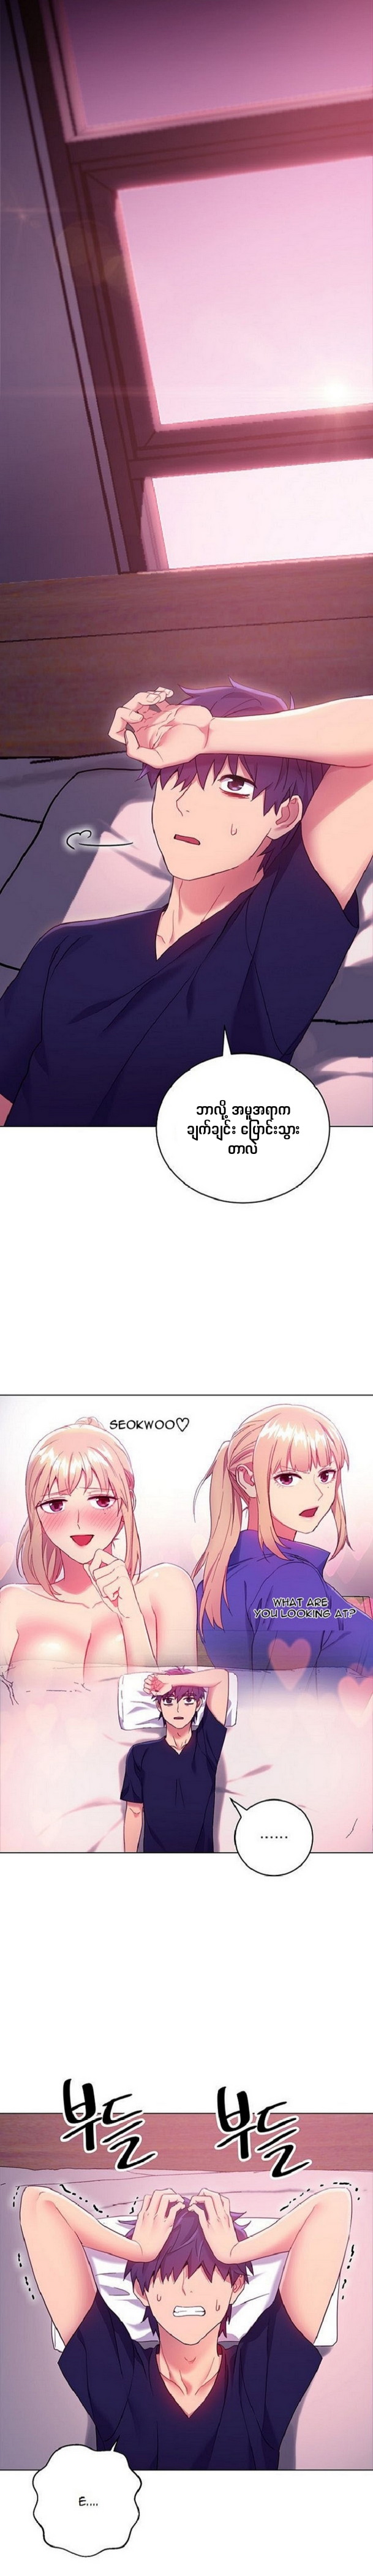 ဘာလို့ အမူအရာက
ချက်ချင်း ပြောင်းသွား
တာလဲ
SEOKWOO♡
WHAT ARE
YOU LOOKING AT?
......
부들
부들
E....